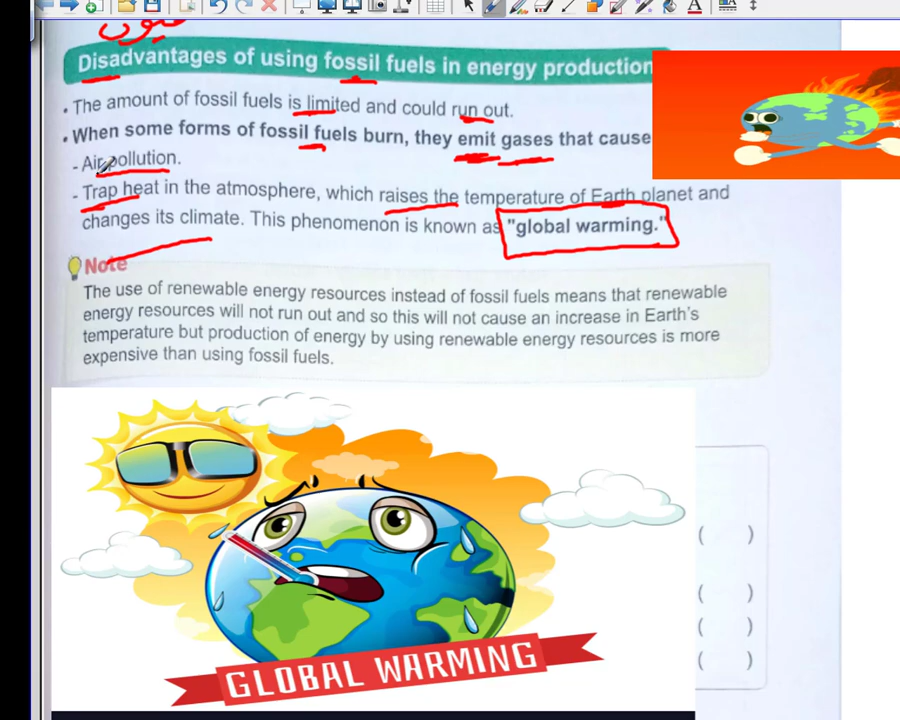 Disadvantages of using fossil fuels in energy production
. The amount of fossil fuels is limited and could run out.
. When some forms of fossil fuels burn, they emit gases that cause
- Air pollution.
- Trap heat in the atmosphere, which raises the temperature of Earth planet and
changes its climate. This phenomenon is known as "global warming."
Note
The use of renewable energy resources instead of fossil fuels means that renewable
energy resources will not run out and so this will not cause an increase in Earth's
temperature but production of energy by using renewable energy resources is more
expensive than using fossil fuels.
( )
( )
( )
( )
GLOBAL WARMING